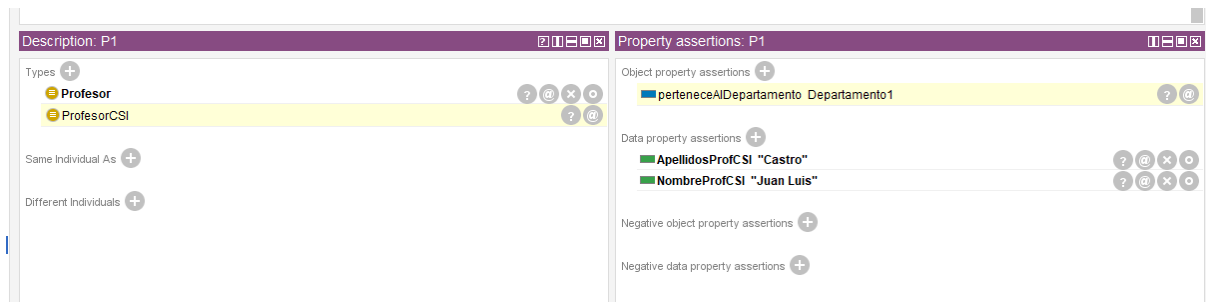 Description: P1
Types
Profesor
ProfesorCSI
Same Individual As
Different Individuals
Property assertions: P1
Object property assertions
perteneceAlDepartamento Departamento1
Data property assertions
ApellidosProfCSI "Castro"
NombreProfCSI "Juan Luis"
Negative object property assertions
Negative data property assertions